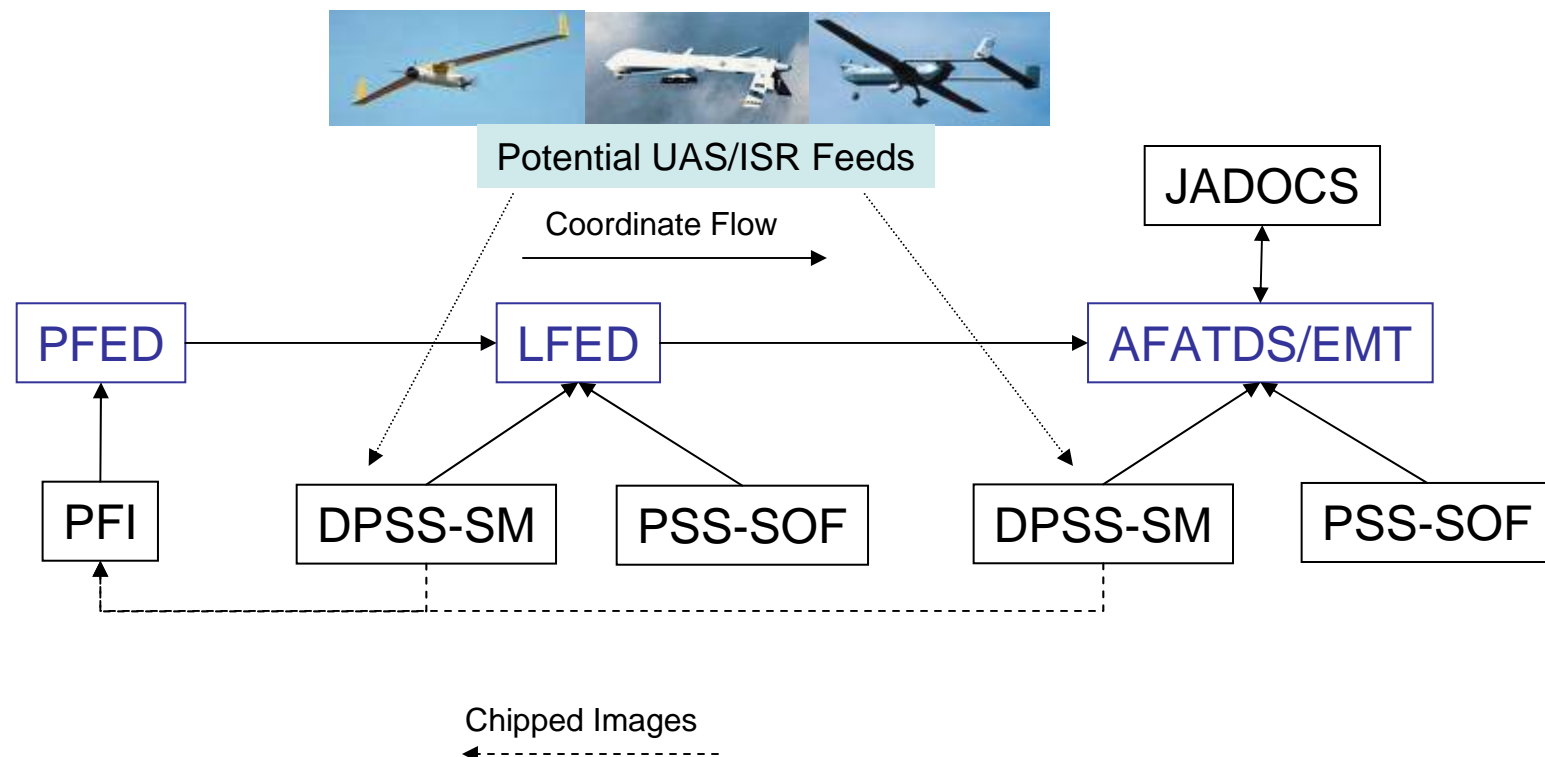 Potential UAS/ISR Feeds
JADOCS
Coordinate Flow
PFED
LFED
AFATDS/EMT
PFI
DPSS-SM
PSS-SOF
DPSS-SM
PSS-SOF
Chipped Images